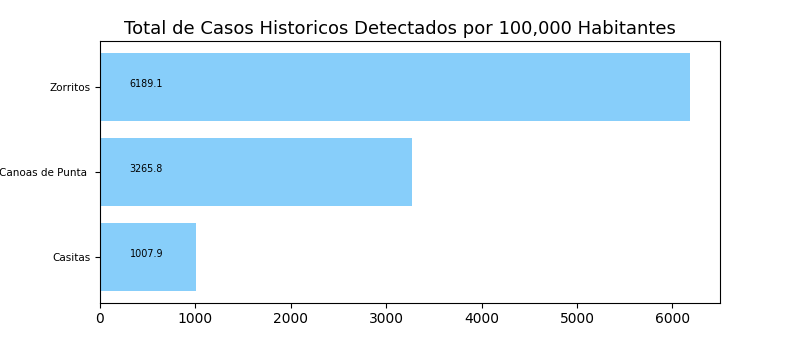 Total de Casos Historicos Detectados por 100,000 Habitantes
Zorritos
6189.1
Canoas de Punta
3265.8
Casitas
1007.9
0 1000 2000 3000 4000 5000 6000